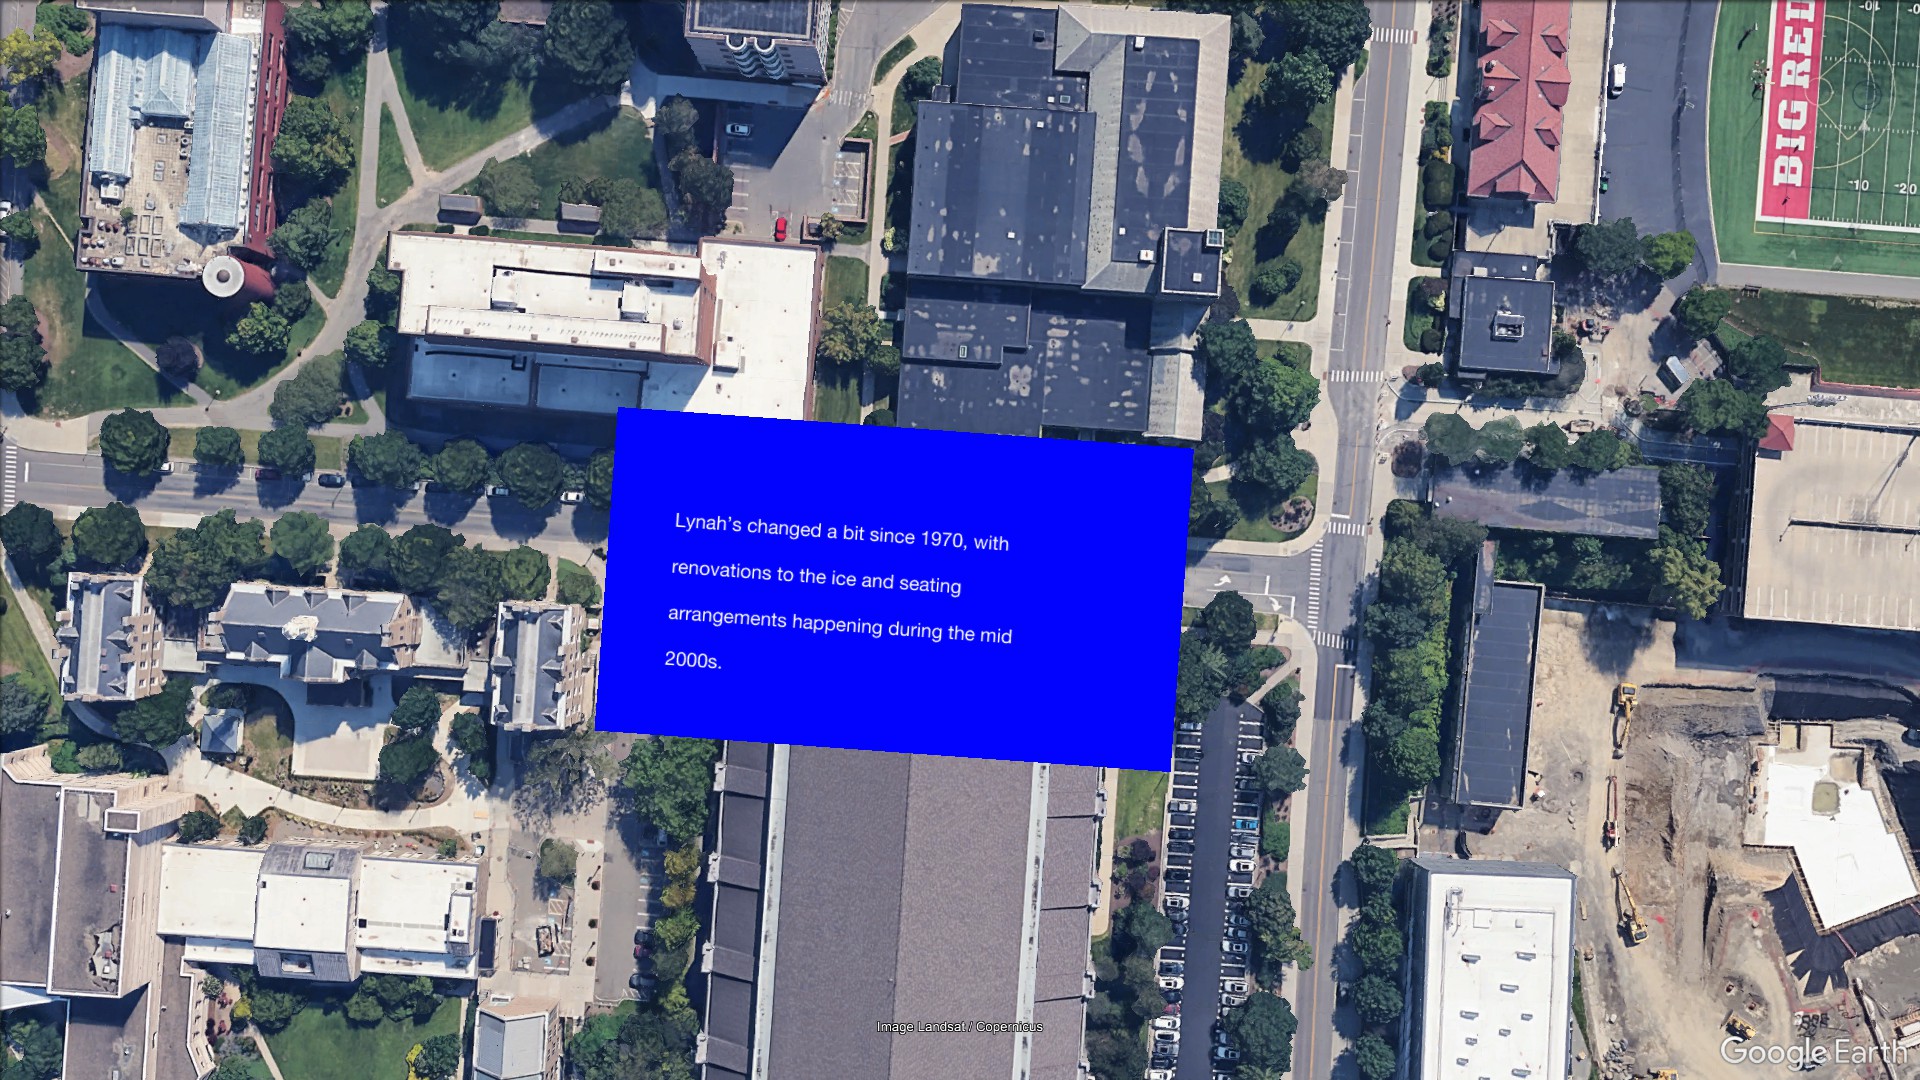 BIG RED
-10
-0
-10
-20
Lynah's changed a bit since 1970, with
renovations to the ice and seating
arrangements happening during the mid
2000s.
Image Landsat / Copernicus
Google Earth